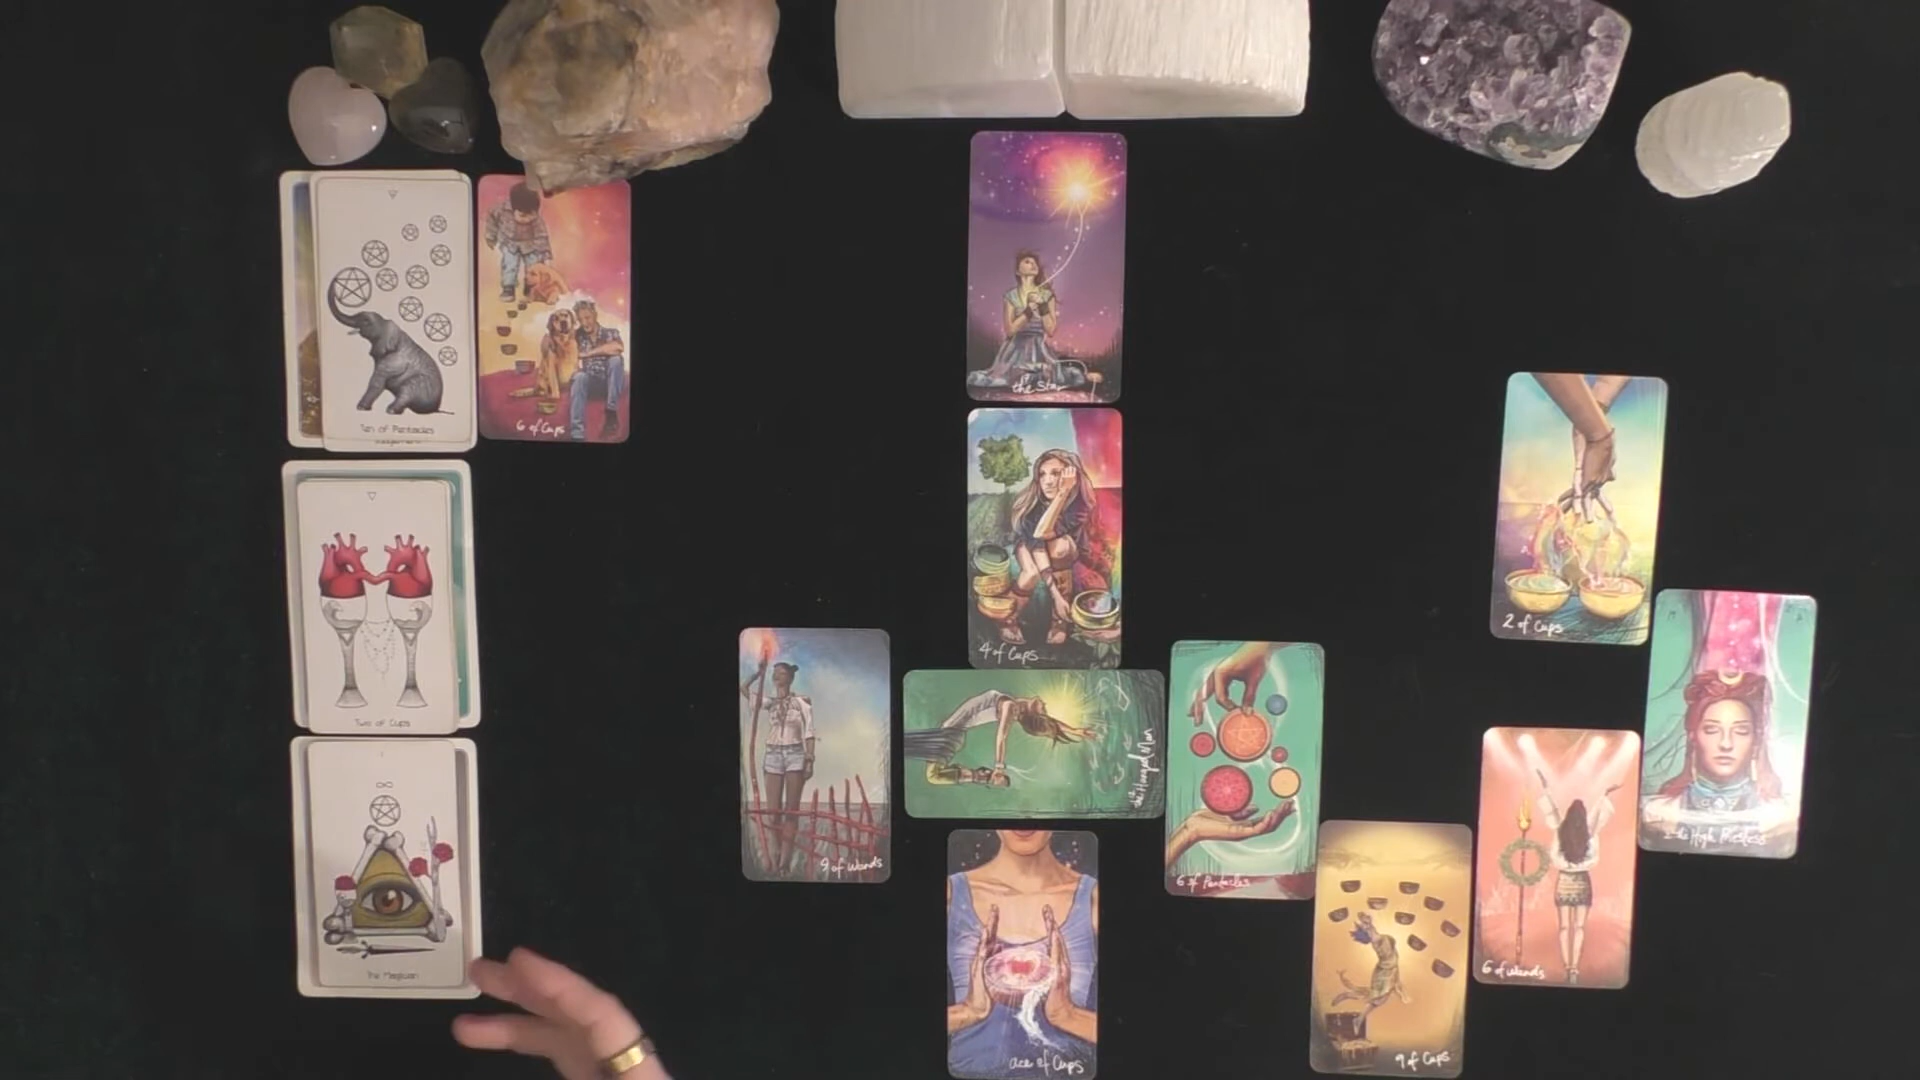 Ten of Pentacles
Judgement
6 of Cups
the Star
4 of Cups
2 of Cups
Two of Cups
the Hanged Man
2 the High Priestess
9 of Wands
6 of Pentacles
6 of Wands
The Magician
ace of Cups
9 of Cups